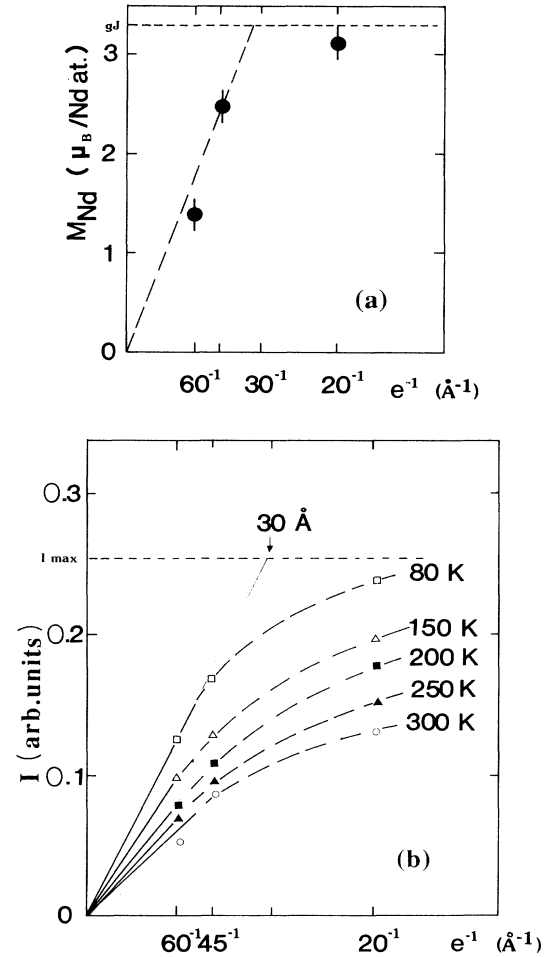 gJ
3
2
1
0
M_Nd ( μ_B /Nd at.)
(a)
60⁻¹ 30⁻¹ 20⁻¹ e⁻¹ (Å⁻¹)
0.3
30 Å
I max
80 K
0.2
150 K
200 K
250 K
300 K
0.1
I (arb.units)
(b)
0
60⁻¹ 45⁻¹ 20⁻¹ e⁻¹ (Å⁻¹)